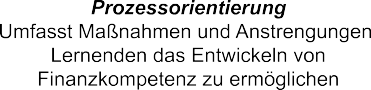 Prozessorientierung
Umfasst Maßnahmen und Anstrengungen
Lernenden das Entwickeln von
Finanzkompetenz zu ermöglichen